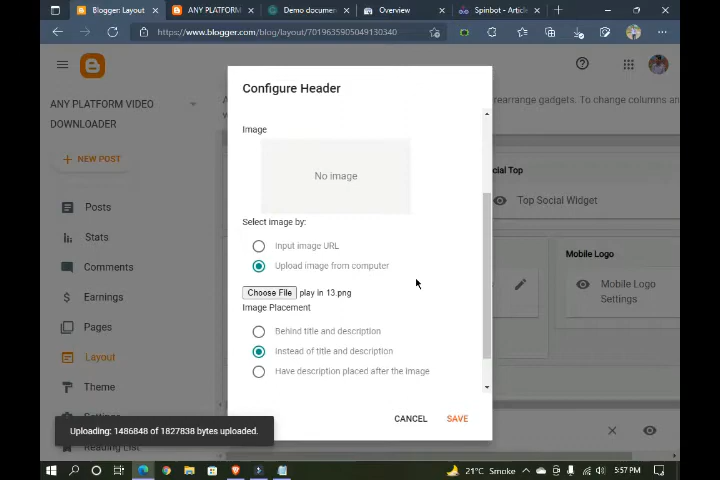 Blogger: Layout
ANY PLATFORM
Demo document
Overview
Spinbot - Article
https://www.blogger.com/blog/layout/7019635905049130340
ANY PLATFORM VIDEO
DOWNLOADER
NEW POST
Posts
Stats
Comments
Earnings
Pages
Layout
Theme
Settings
Reading List
rearrange gadgets. To change columns an
Configure Header
Image
No image
Select image by:
Input image URL
Upload image from computer
Choose File play in 13.png
Image Placement
Behind title and description
Instead of title and description
Have description placed after the image
CANCEL
SAVE
cial Top
Top Social Widget
Mobile Logo
Mobile Logo
Settings
Uploading: 1486848 of 1827838 bytes uploaded.
21°C Smoke
5:57 PM